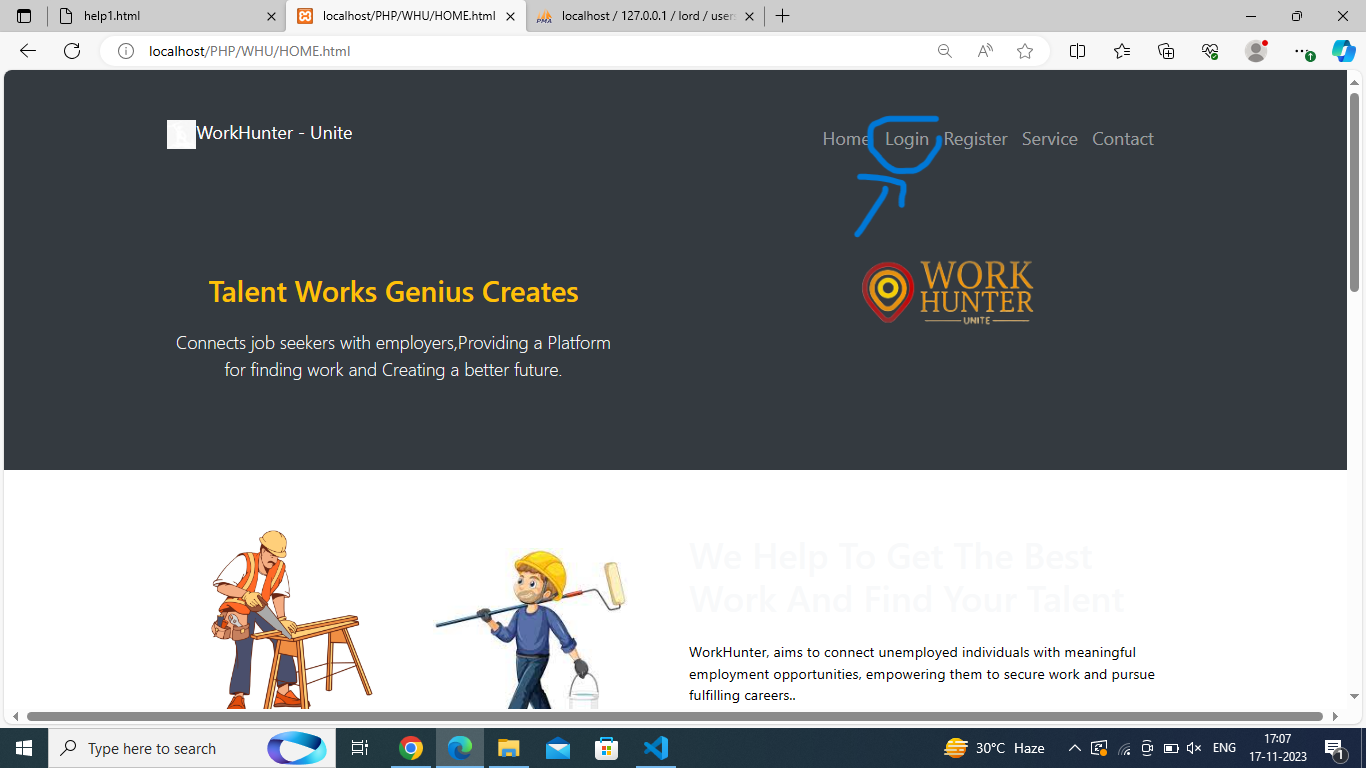 help1.html
localhost/PHP/WHU/HOME.html
PMA
localhost / 127.0.0.1 / lord / users
localhost/PHP/WHU/HOME.html
WorkHunter - Unite
Home Login Register Service Contact
WORK
HUNTER
UNITE
Talent Works Genius Creates
Connects job seekers with employers,Providing a Platform
for finding work and Creating a better future.
We Help To Get The Best
Work And Find Your Talent
WorkHunter, aims to connect unemployed individuals with meaningful
employment opportunities, empowering them to secure work and pursue
fulfilling careers..
Type here to search
30°C Haze
ENG
17:07
17-11-2023
1